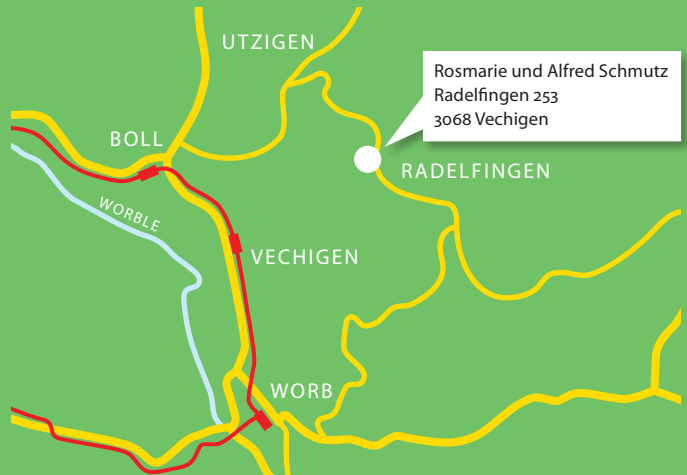 UTZIGEN
Rosmarie und Alfred Schmutz
Radelfingen 253
3068 Vechigen
BOLL
RADELFINGEN
WORBLE
VECHIGEN
WORB